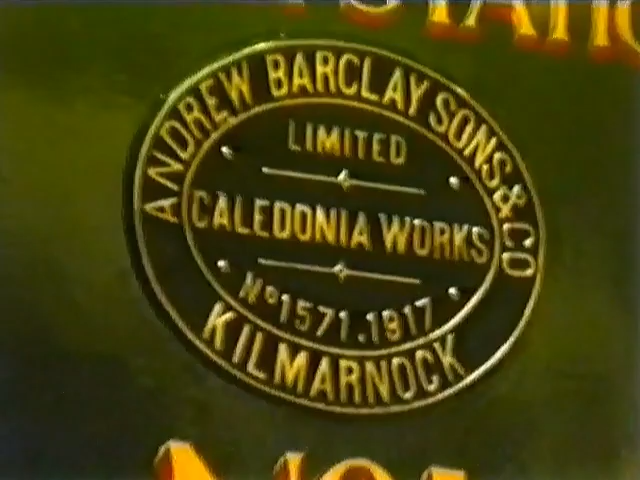 ANDREW BARCLAY SONS & CO
LIMITED
CALEDONIA WORKS
No 1571.1917
KILMARNOCK